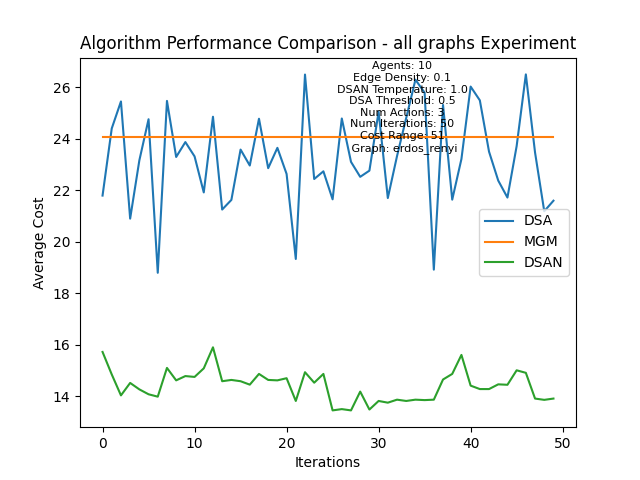 Algorithm Performance Comparison - all graphs Experiment
Agents: 10
Edge Density: 0.1
DSAN Temperature: 1.0
DSA Threshold: 0.5
Num Actions: 3
Num Iterations: 50
Cost Range: 51
Graph: erdos_renyi
26
24
22
20
18
16
14
Average Cost
DSA
MGM
DSAN
0
10
20
30
40
50
Iterations